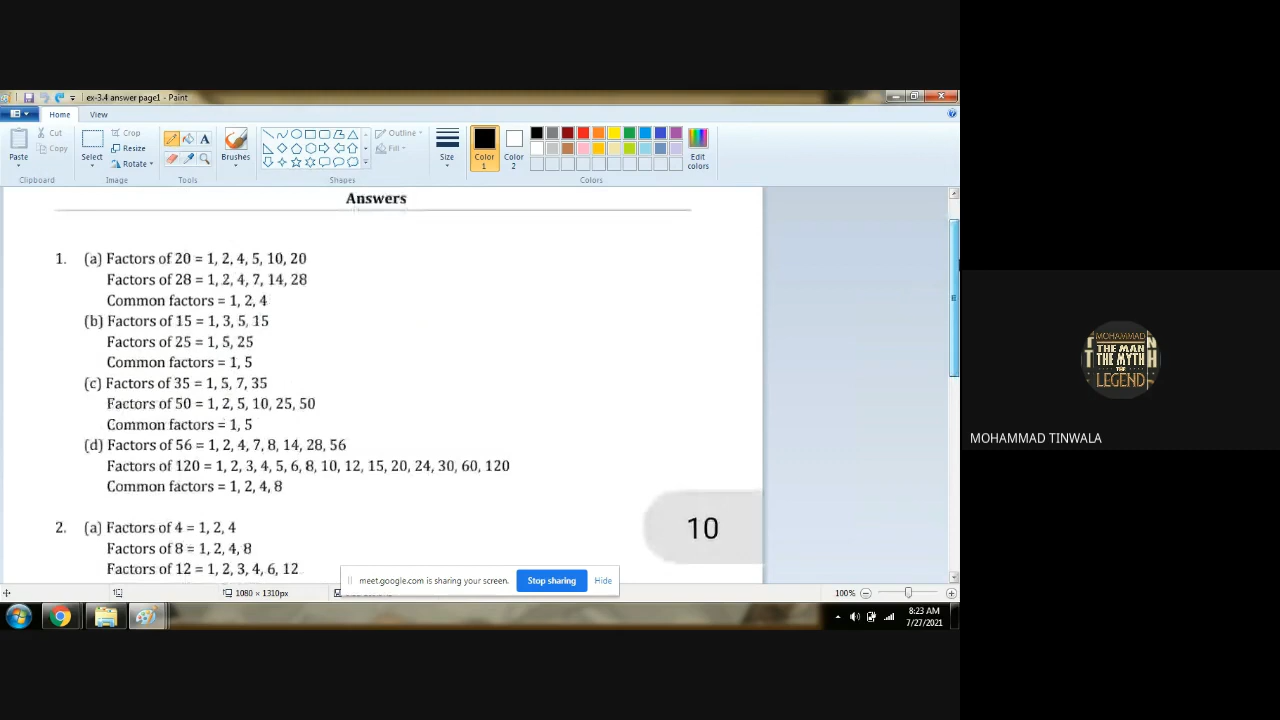 ex-3.4 answer page1 - Paint
Home
View
Paste
Cut
Copy
Clipboard
Select
Crop
Resize
Rotate
Image
A
Tools
Brushes
Outline
Fill
Shapes
Size
Color 1
Color 2
Edit colors
Colors
Answers
1. (a) Factors of 20 = 1, 2, 4, 5, 10, 20
Factors of 28 = 1, 2, 4, 7, 14, 28
Common factors = 1, 2, 4
(b) Factors of 15 = 1, 3, 5, 15
Factors of 25 = 1, 5, 25
Common factors = 1, 5
(c) Factors of 35 = 1, 5, 7, 35
Factors of 50 = 1, 2, 5, 10, 25, 50
Common factors = 1, 5
(d) Factors of 56 = 1, 2, 4, 7, 8, 14, 28, 56
Factors of 120 = 1, 2, 3, 4, 5, 6, 8, 10, 12, 15, 20, 24, 30, 60, 120
Common factors = 1, 2, 4, 8
10
2. (a) Factors of 4 = 1, 2, 4
Factors of 8 = 1, 2, 4, 8
Factors of 12 = 1, 2, 3, 4, 6, 12
meet.google.com is sharing your screen. Stop sharing Hide
1080 × 1310px
100%
8:23 AM
7/27/2021
MOHAMMAD
THE MAN
THE MYTH
THE
LEGEND
MOHAMMAD TINWALA